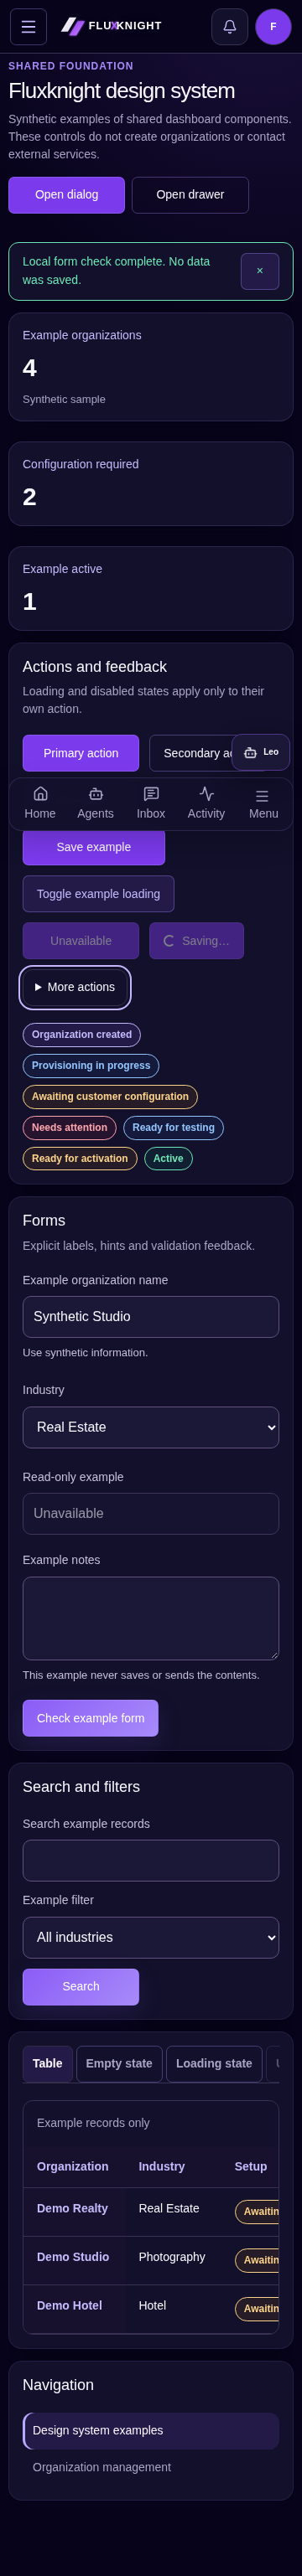 FLUXKNIGHT
F
SHARED FOUNDATION
Fluxknight design system
Synthetic examples of shared dashboard components.
These controls do not create organizations or contact
external services.
Open dialog
Open drawer
Local form check complete. No data
was saved.
×
Example organizations
4
Synthetic sample
Configuration required
2
Example active
1
Actions and feedback
Loading and disabled states apply only to their
own action.
Primary action
Secondary ac
Leo
Home
Agents
Inbox
Activity
Menu
Save example
Toggle example loading
Unavailable
Saving…
More actions
Organization created
Provisioning in progress
Awaiting customer configuration
Needs attention
Ready for testing
Ready for activation
Active
Forms
Explicit labels, hints and validation feedback.
Example organization name
Synthetic Studio
Use synthetic information.
Industry
Real Estate
Read-only example
Unavailable
Example notes
This example never saves or sends the contents.
Check example form
Search and filters
Search example records
Example filter
All industries
Search
Table
Empty state
Loading state
Example records only
Organization
Industry
Setup
Demo Realty
Real Estate
Awaitin
Demo Studio
Photography
Awaitin
Demo Hotel
Hotel
Awaitin
Navigation
Design system examples
Organization management